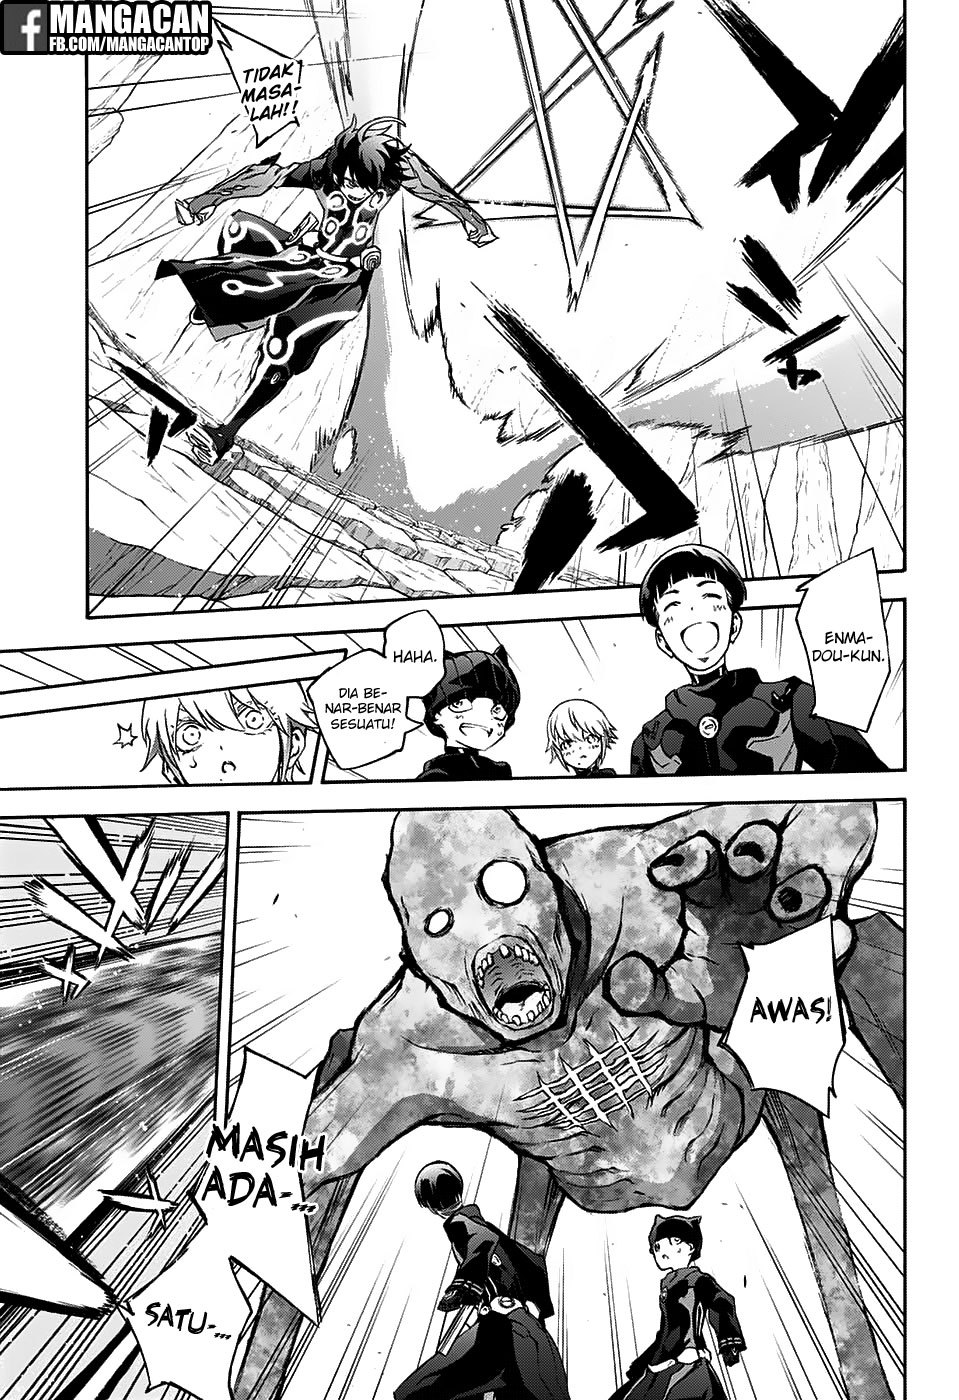 MANGACAN
FB.COM/MANGACANTOP
TIDAK
MASA-
LAH!!
ENMA-
DOU-KUN.
HAHA.
DIA BE-
NAR-BENAR
SESUATU!
AWAS!
MASIH
ADA-...
SATU-...